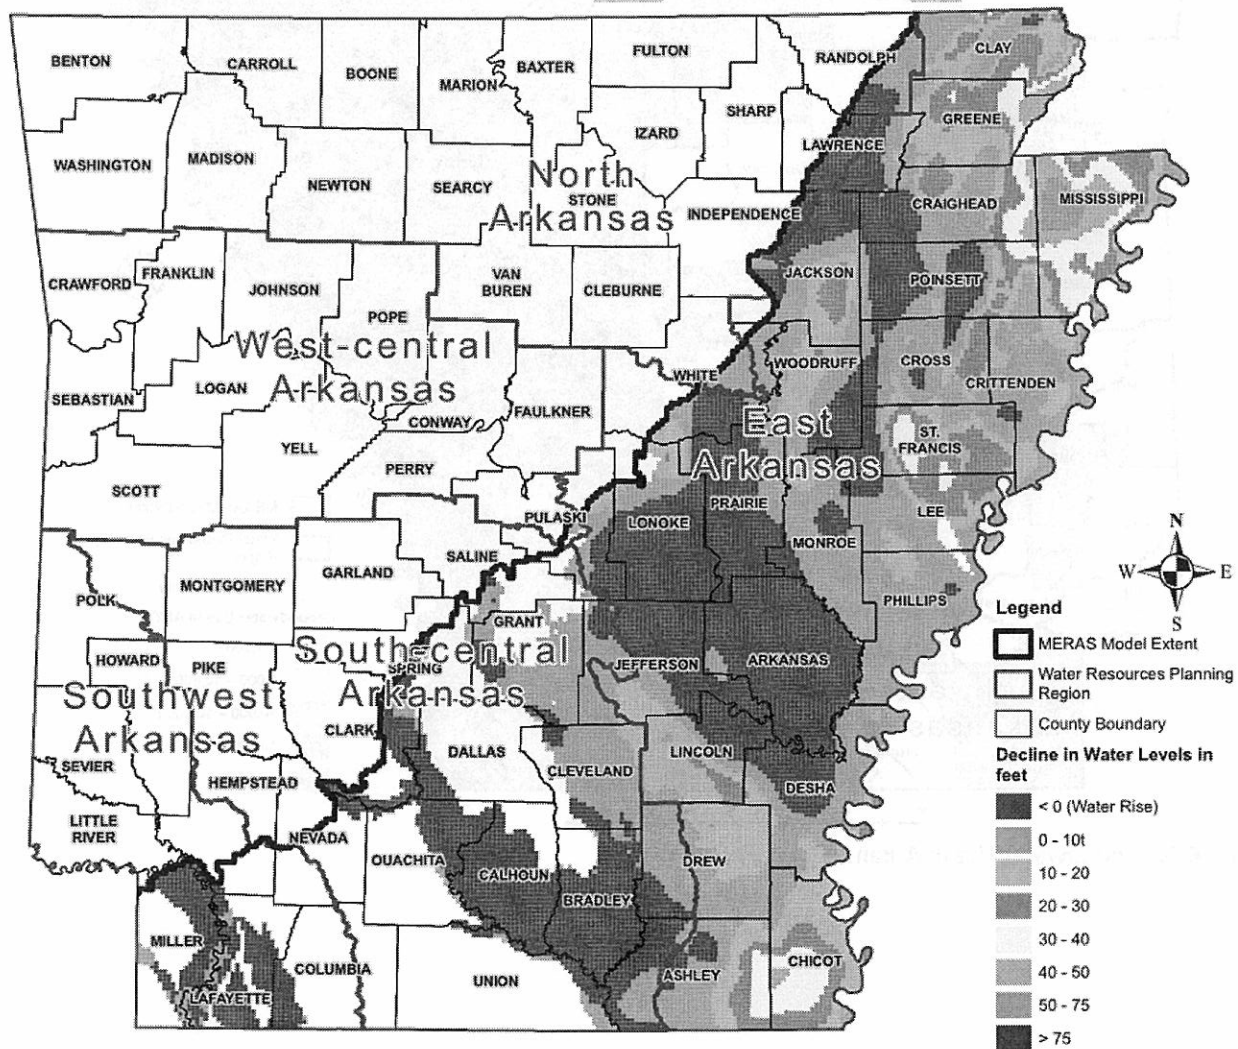 BENTON
CARROLL
BOONE
MARION
BAXTER
FULTON
RANDOLPH
CLAY
SHARP
GREENE
IZARD
LAWRENCE
WASHINGTON
MADISON
NEWTON
SEARCY
STONE
North
Arkansas
INDEPENDENCE
CRAIGHEAD
MISSISSIPPI
CRAWFORD
FRANKLIN
JOHNSON
VAN
BUREN
CLEBURNE
JACKSON
POINSETT
POPE
West-central
Arkansas
WHITE
WOODRUFF
CROSS
CRITTENDEN
SEBASTIAN
LOGAN
CONWAY
FAULKNER
East
Arkansas
ST.
FRANCIS
YELL
PERRY
SCOTT
PULASKI
LONOKE
PRAIRIE
LEE
MONROE
SALINE
GARLAND
MONTGOMERY
POLK
PHILLIPS
GRANT
South-central
Arkansas
HOWARD
PIKE
SPRING
JEFFERSON
ARKANSAS
Southwest
Arkansas
CLARK
DALLAS
CLEVELAND
LINCOLN
DESHA
SEVIER
HEMPSTEAD
LITTLE
RIVER
NEVADA
OUACHITA
CALHOUN
BRADLEY
DREW
MILLER
LAFAYETTE
COLUMBIA
UNION
ASHLEY
CHICOT
N
W
E
S
Legend
MERAS Model Extent
Water Resources Planning
Region
County Boundary
Decline in Water Levels in
feet
< 0 (Water Rise)
0 - 10t
10 - 20
20 - 30
30 - 40
40 - 50
50 - 75
> 75